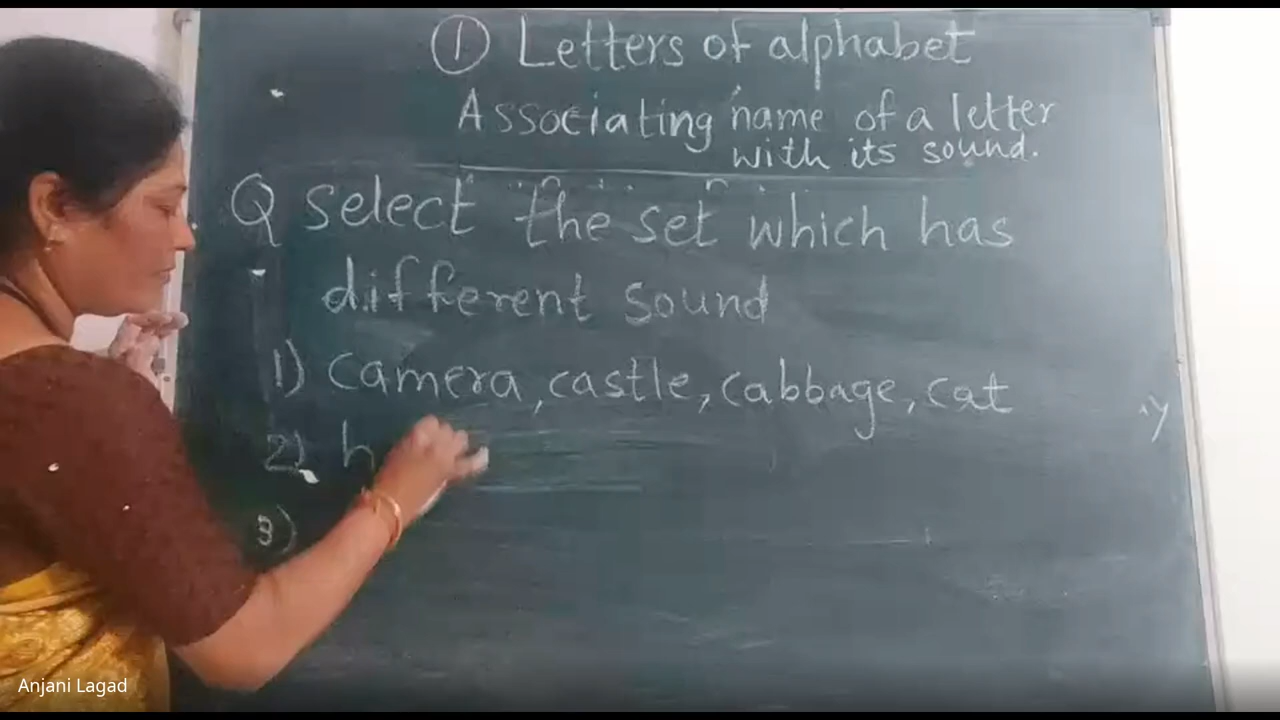 ① Letters of alphabet
Associating name of a letter
with its sound.
Q select the set which has
different sound
1) camera, castle, cabbage, cat
2) h
3)
Anjani Lagad